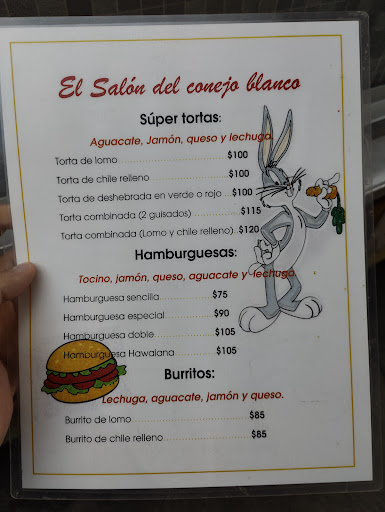 El Salón del conejo blanco
Súper tortas:
Aguacate, Jamón, queso y lechuga.
Torta de lomo.......................... $100
Torta de chile relleno................ $100
Torta de deshebrada en verde o rojo... $100
Torta combinada (2 guisados)............. $115
Torta combinada (Lomo y chile relleno). $120
Hamburguesas:
Tocino, jamón, queso, aguacate y lechuga.
Hamburguesa sencilla.............. $75
Hamburguesa especial.............. $90
Hamburguesa doble............... $105
Hamburguesa Hawaiana.......... $105
Burritos:
Lechuga, aguacate, jamón y queso.
Burrito de lomo............................. $85
Burrito de chile relleno..................... $85